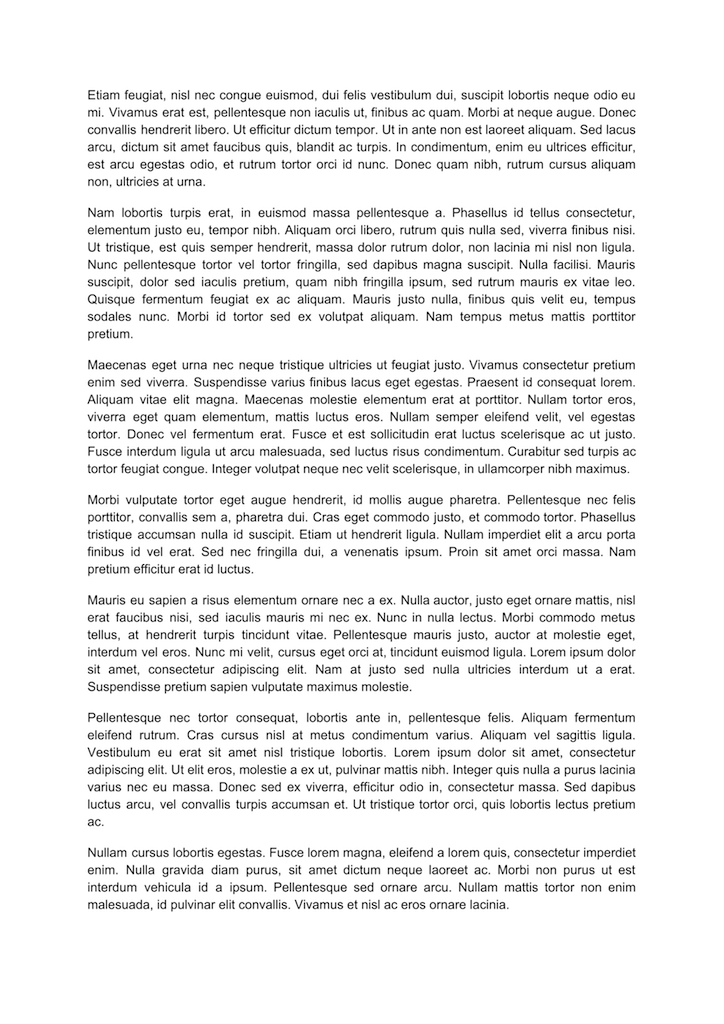 Etiam feugiat, nisl nec congue euismod, dui felis vestibulum dui, suscipit lobortis neque odio eu
mi. Vivamus erat est, pellentesque non iaculis ut, finibus ac quam. Morbi at neque augue. Donec
convallis hendrerit libero. Ut efficitur dictum tempor. Ut in ante non est laoreet aliquam. Sed lacus
arcu, dictum sit amet faucibus quis, blandit ac turpis. In condimentum, enim eu ultrices efficitur,
est arcu egestas odio, et rutrum tortor orci id nunc. Donec quam nibh, rutrum cursus aliquam
non, ultricies at urna.
Nam lobortis turpis erat, in euismod massa pellentesque a. Phasellus id tellus consectetur,
elementum justo eu, tempor nibh. Aliquam orci libero, rutrum quis nulla sed, viverra finibus nisi.
Ut tristique, est quis semper hendrerit, massa dolor rutrum dolor, non lacinia mi nisl non ligula.
Nunc pellentesque tortor vel tortor fringilla, sed dapibus magna suscipit. Nulla facilisi. Mauris
suscipit, dolor sed iaculis pretium, quam nibh fringilla ipsum, sed rutrum mauris ex vitae leo.
Quisque fermentum feugiat ex ac aliquam. Mauris justo nulla, finibus quis velit eu, tempus
sodales nunc. Morbi id tortor sed ex volutpat aliquam. Nam tempus metus mattis porttitor
pretium.
Maecenas eget urna nec neque tristique ultricies ut feugiat justo. Vivamus consectetur pretium
enim sed viverra. Suspendisse varius finibus lacus eget egestas. Praesent id consequat lorem.
Aliquam vitae elit magna. Maecenas molestie elementum erat at porttitor. Nullam tortor eros,
viverra eget quam elementum, mattis luctus eros. Nullam semper eleifend velit, vel egestas
tortor. Donec vel fermentum erat. Fusce et est sollicitudin erat luctus scelerisque ac ut justo.
Fusce interdum ligula ut arcu malesuada, sed luctus risus condimentum. Curabitur sed turpis ac
tortor feugiat congue. Integer volutpat neque nec velit scelerisque, in ullamcorper nibh maximus.
Morbi vulputate tortor eget augue hendrerit, id mollis augue pharetra. Pellentesque nec felis
porttitor, convallis sem a, pharetra dui. Cras eget commodo justo, et commodo tortor. Phasellus
tristique accumsan nulla id suscipit. Etiam ut hendrerit ligula. Nullam imperdiet elit a arcu porta
finibus id vel erat. Sed nec fringilla dui, a venenatis ipsum. Proin sit amet orci massa. Nam
pretium efficitur erat id luctus.
Mauris eu sapien a risus elementum ornare nec a ex. Nulla auctor, justo eget ornare mattis, nisl
erat faucibus nisi, sed iaculis mauris mi nec ex. Nunc in nulla lectus. Morbi commodo metus
tellus, at hendrerit turpis tincidunt vitae. Pellentesque mauris justo, auctor at molestie eget,
interdum vel eros. Nunc mi velit, cursus eget orci at, tincidunt euismod ligula. Lorem ipsum dolor
sit amet, consectetur adipiscing elit. Nam at justo sed nulla ultricies interdum ut a erat.
Suspendisse pretium sapien vulputate maximus molestie.
Pellentesque nec tortor consequat, lobortis ante in, pellentesque felis. Aliquam fermentum
eleifend rutrum. Cras cursus nisl at metus condimentum varius. Aliquam vel sagittis ligula.
Vestibulum eu erat sit amet nisl tristique lobortis. Lorem ipsum dolor sit amet, consectetur
adipiscing elit. Ut elit eros, molestie a ex ut, pulvinar mattis nibh. Integer quis nulla a purus lacinia
varius nec eu massa. Donec sed ex viverra, efficitur odio in, consectetur massa. Sed dapibus
luctus arcu, vel convallis turpis accumsan et. Ut tristique tortor orci, quis lobortis lectus pretium
ac.
Nullam cursus lobortis egestas. Fusce lorem magna, eleifend a lorem quis, consectetur imperdiet
enim. Nulla gravida diam purus, sit amet dictum neque laoreet ac. Morbi non purus ut est
interdum vehicula id a ipsum. Pellentesque sed ornare arcu. Nullam mattis tortor non enim
malesuada, id pulvinar elit convallis. Vivamus et nisl ac eros ornare lacinia.